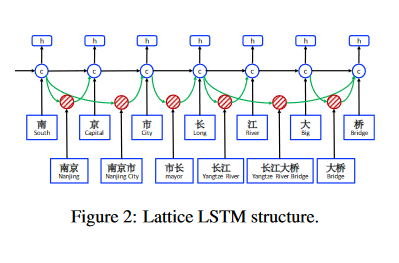 h h h h h h h
c c c c c c c
南 京 市 长 江 大 桥
South Capital City Long River Big Bridge
南京 南京市 市长 长江 长江大桥 大桥
Nanjing Nanjing City mayor Yangtze River Yangtze River Bridge Bridge
Figure 2: Lattice LSTM structure.